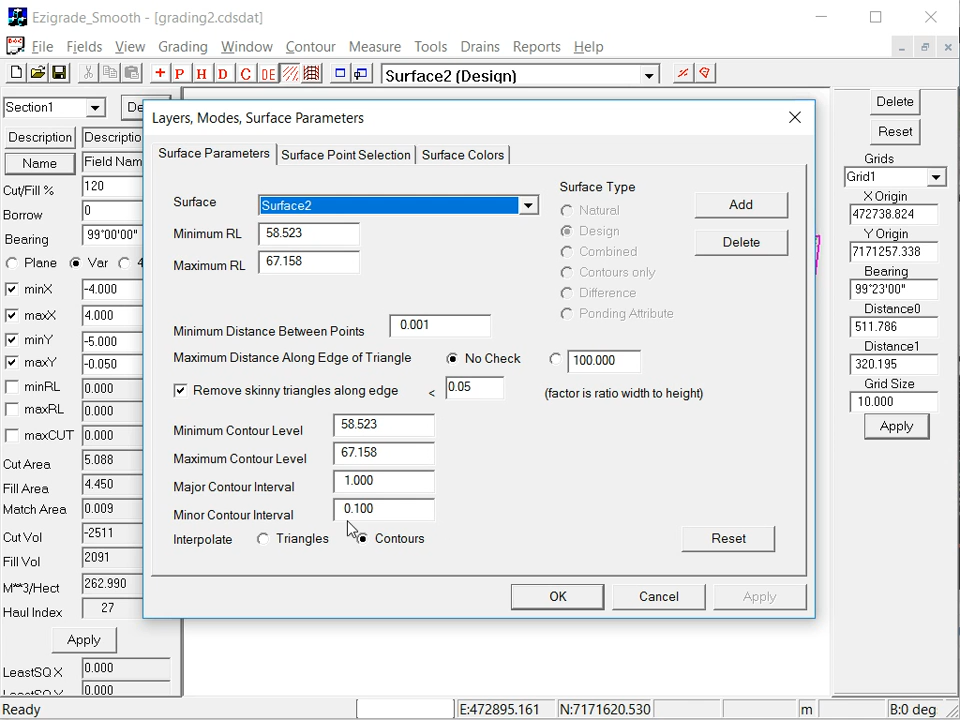 Ezigrade_Smooth - [grading2.cdsdat]
File Fields View Grading Window Contour Measure Tools Drains Reports Help
+ P H D C DE Surface2 (Design)
Section1
Description
Name
Field Nam
Cut/Fill % 120
Borrow 0
Bearing 99°00'00"
Plane Var 4
minX -4.000
maxX 4.000
minY -5.000
maxY -0.050
minRL 0.000
maxRL 0.000
maxCUT 0.000
Cut Area 5.088
Fill Area 4.450
Match Area 0.009
Cut Vol -2511
Fill Vol 2091
M**3/Hect 262.990
Haul Index 27
Apply
LeastSQ X 0.000
0.000
Layers, Modes, Surface Parameters
Surface Parameters Surface Point Selection Surface Colors
Surface Surface2
Minimum RL 58.523
Maximum RL 67.158
Surface Type
Natural
Design
Combined
Contours only
Difference
Ponding Attribute
Add
Delete
Minimum Distance Between Points 0.001
Maximum Distance Along Edge of Triangle No Check 100.000
Remove skinny triangles along edge < 0.05 (factor is ratio width to height)
Minimum Contour Level 58.523
Maximum Contour Level 67.158
Major Contour Interval 1.000
Minor Contour Interval 0.100
Interpolate Triangles Contours
Reset
OK Cancel Apply
Delete
Reset
Grids
Grid1
X Origin
472738.824
Y Origin
7171257.338
Bearing
99°23'00"
Distance0
511.786
Distance1
320.195
Grid Size
10.000
Apply
Ready E:472895.161 N:7171620.530 m B:0 deg